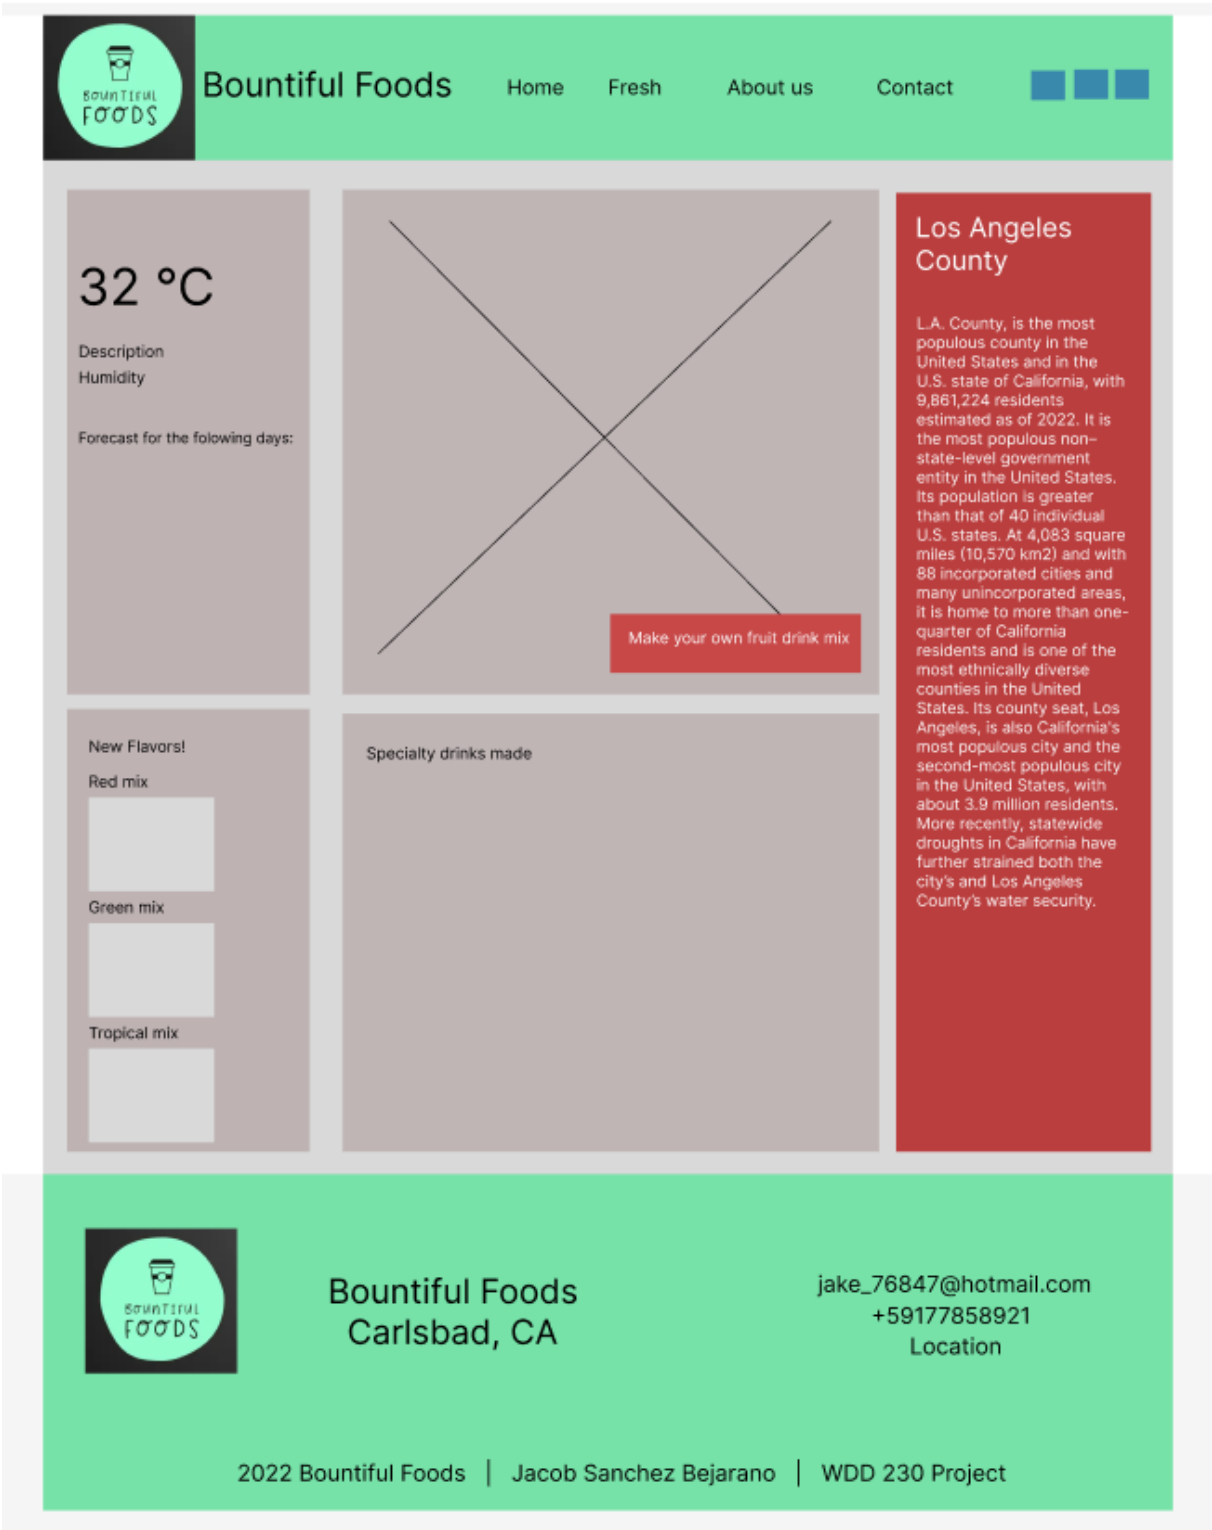 BOUNTIFUL
FOODS
Bountiful Foods
Home
Fresh
About us
Contact
32 °C
Description
Humidity
Forecast for the folowing days:
Make your own fruit drink mix
Los Angeles
County
L.A. County, is the most
populous county in the
United States and in the
U.S. state of California, with
9,861,224 residents
estimated as of 2022. It is
the most populous non–
state-level government
entity in the United States.
Its population is greater
than that of 40 individual
U.S. states. At 4,083 square
miles (10,570 km2) and with
88 incorporated cities and
many unincorporated areas,
it is home to more than one-
quarter of California
residents and is one of the
most ethnically diverse
counties in the United
States. Its county seat, Los
Angeles, is also California's
most populous city and the
second-most populous city
in the United States, with
about 3.9 million residents.
More recently, statewide
droughts in California have
further strained both the
city's and Los Angeles
County's water security.
New Flavors!
Red mix
Green mix
Tropical mix
Specialty drinks made
BOUNTIFUL
FOODS
Bountiful Foods
Carlsbad, CA
jake_76847@hotmail.com
+59177858921
Location
2022 Bountiful Foods | Jacob Sanchez Bejarano | WDD 230 Project